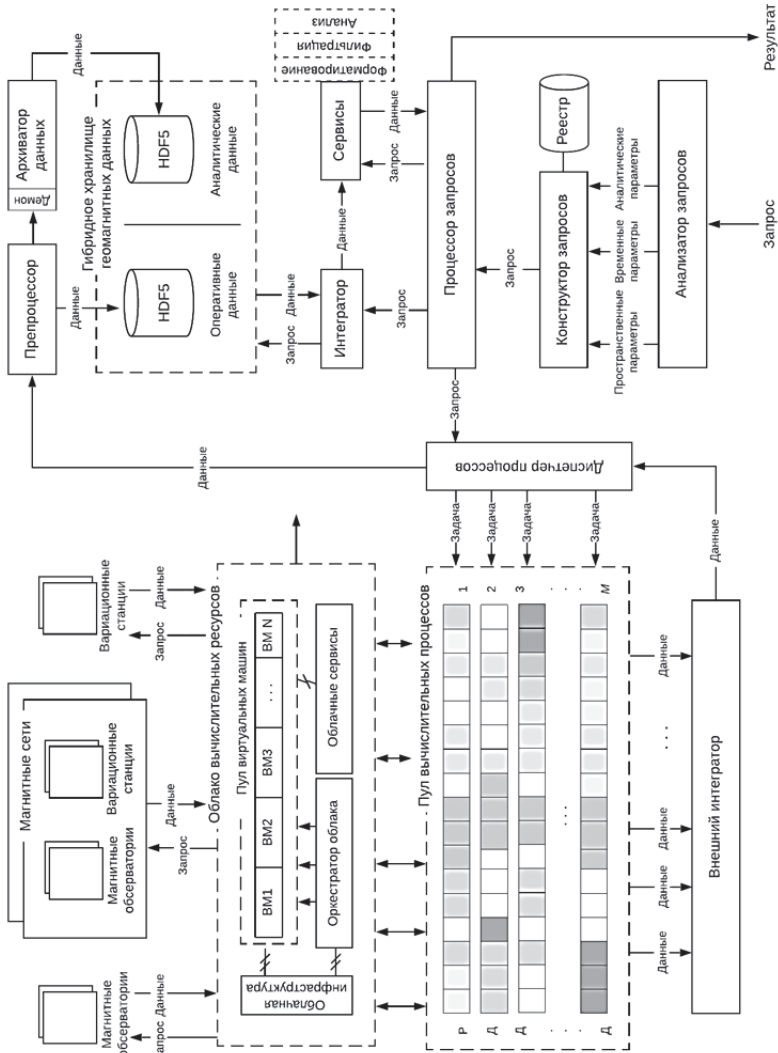 Магнитные
обсерватории
Запрос
Данные
Магнитные сети
Магнитные
обсерватории
Вариационные
станции
Запрос
Данные
Вариационные
станции
Запрос
Данные
Облако вычислительных ресурсов
Облачная
инфраструктура
Пул виртуальных машин
ВМ1
ВМ2
ВМ3
. . .
ВМ N
Оркестратор облака
Облачные сервисы
Пул вычислительных процессов
Р
1
Д
2
Д
3
. . .
. . .
. . .
Д
М
Данные
Данные
Данные
. . .
Данные
Внешний интегратор
Данные
Задача
Задача
Задача
Задача
Диспетчер процессов
Данные
Запрос
Препроцессор
Демон
Архиватор
данных
Данные
Данные
Гибридное хранилище
геомагнитных данных
HDF5
HDF5
Оперативные
данные
Аналитические
данные
Запрос
Данные
Интегратор
Данные
Сервисы
Форматирование
Фильтрация
Анализ
Запрос
Запрос
Данные
Процессор запросов
Запрос
Конструктор запросов
Реестр
Пространственные
параметры
Временные
параметры
Аналитические
параметры
Анализатор запросов
Запрос
Результат